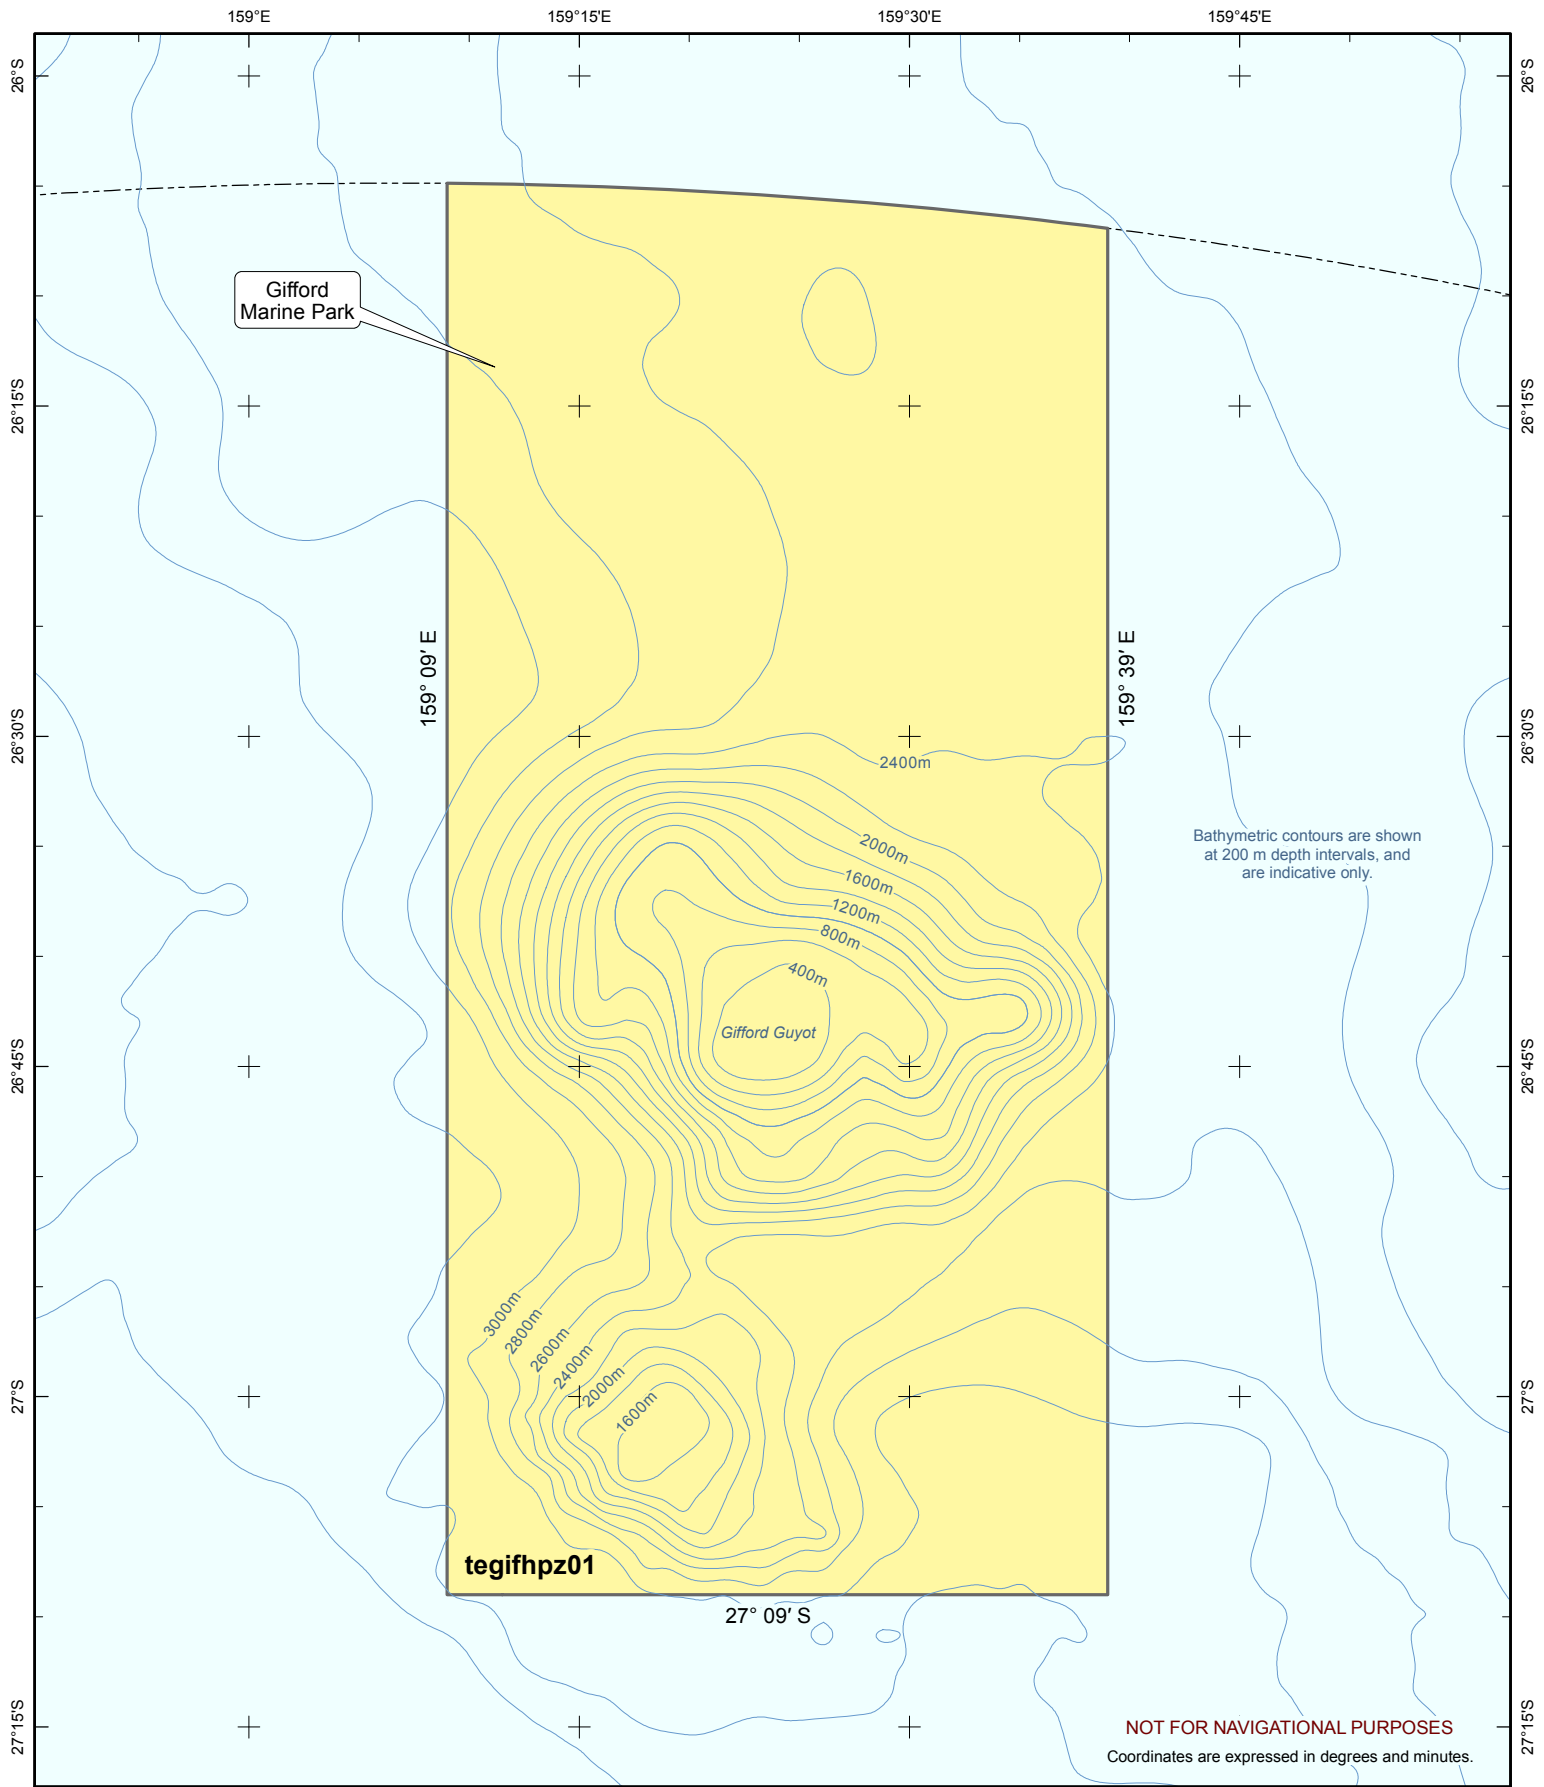 159°E
159°15'E
159°30'E
159°45'E
26°S
26°S
Gifford
Marine Park
26°15'S
26°15'S
159° 09′ E
159° 39′ E
26°30'S
26°30'S
2400m
2000m
1600m
1200m
800m
400m
Bathymetric contours are shown
at 200 m depth intervals, and
are indicative only.
Gifford Guyot
26°45'S
26°45'S
3000m
2800m
2600m
2400m
2000m
1600m
27°S
27°S
tegifhpz01
27° 09′ S
27°15'S
27°15'S
NOT FOR NAVIGATIONAL PURPOSES
Coordinates are expressed in degrees and minutes.